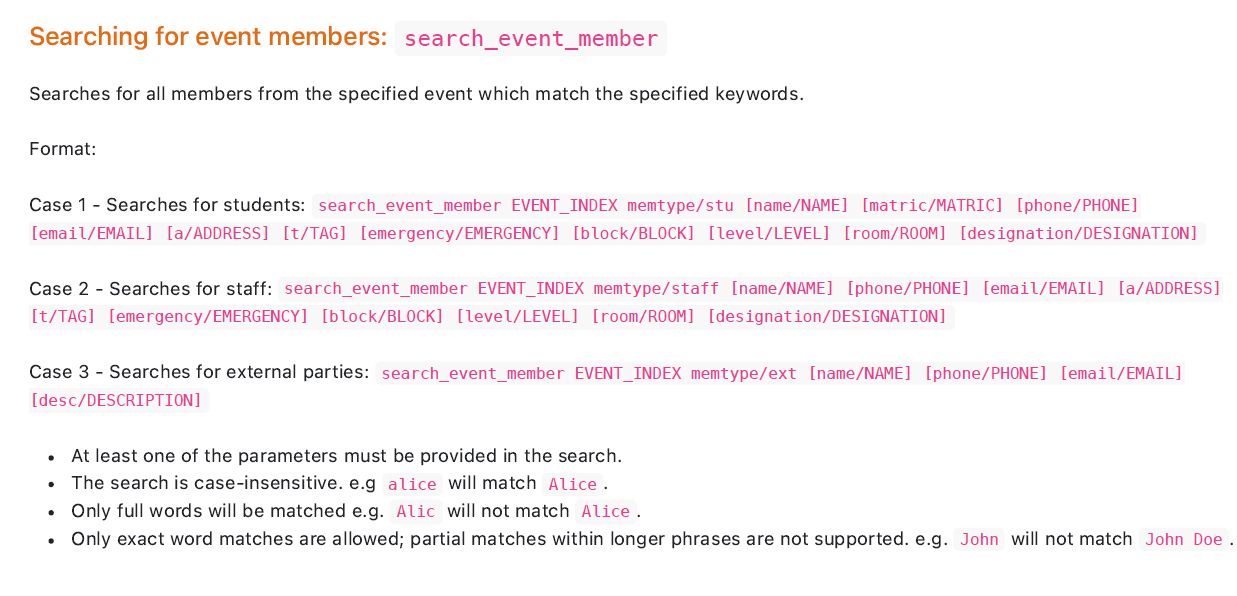 Searching for event members: search_event_member
Searches for all members from the specified event which match the specified keywords.
Format:
Case 1 - Searches for students: search_event_member EVENT_INDEX memtype/stu [name/NAME] [matric/MATRIC] [phone/PHONE]
[email/EMAIL] [a/ADDRESS] [t/TAG] [emergency/EMERGENCY] [block/BLOCK] [level/LEVEL] [room/ROOM] [designation/DESIGNATION]
Case 2 - Searches for staff: search_event_member EVENT_INDEX memtype/staff [name/NAME] [phone/PHONE] [email/EMAIL] [a/ADDRESS]
[t/TAG] [emergency/EMERGENCY] [block/BLOCK] [level/LEVEL] [room/ROOM] [designation/DESIGNATION]
Case 3 - Searches for external parties: search_event_member EVENT_INDEX memtype/ext [name/NAME] [phone/PHONE] [email/EMAIL]
[desc/DESCRIPTION]
• At least one of the parameters must be provided in the search.
• The search is case-insensitive. e.g alice will match Alice.
• Only full words will be matched e.g. Alic will not match Alice.
• Only exact word matches are allowed; partial matches within longer phrases are not supported. e.g. John will not match John Doe.